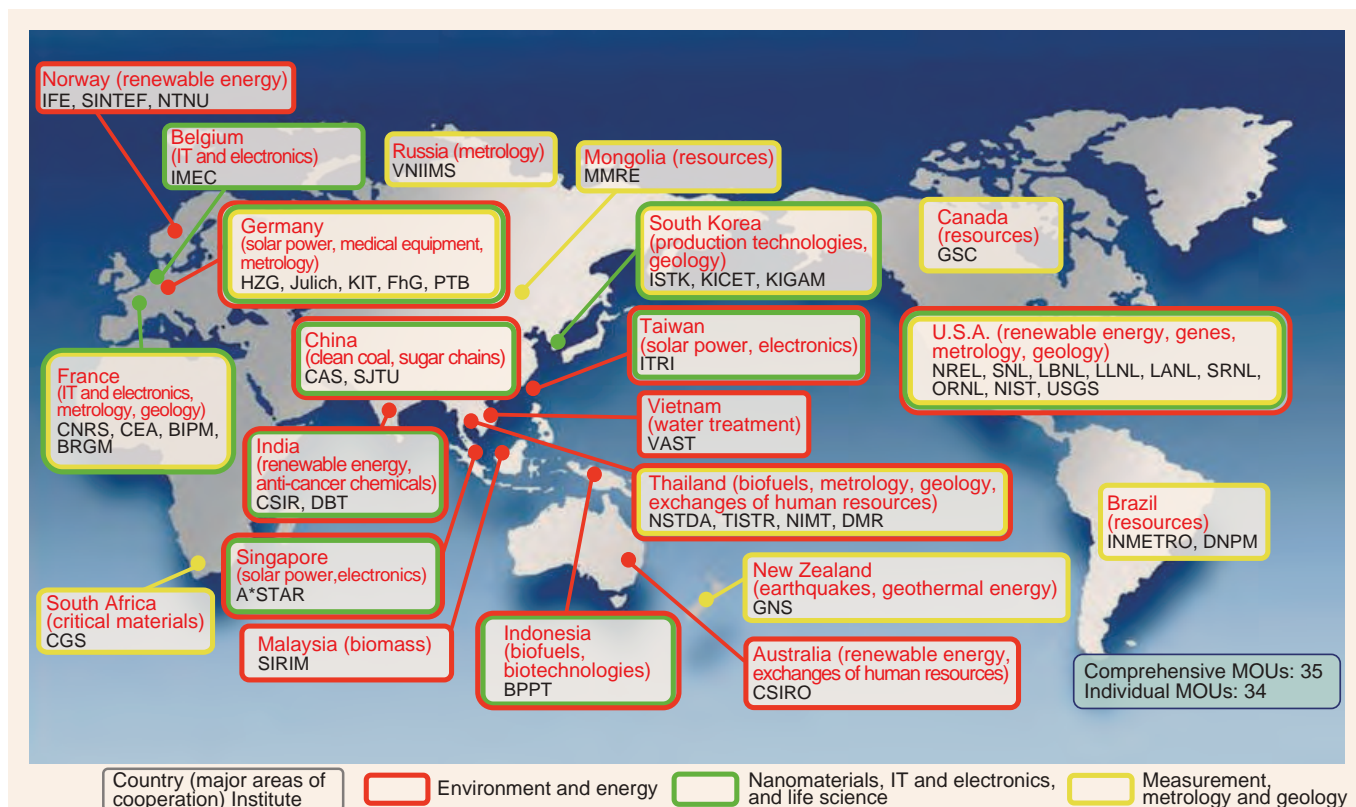 Norway (renewable energy)
IFE, SINTEF, NTNU
Belgium
(IT and electronics)
IMEC
Russia (metrology)
VNIIMS
Mongolia (resources)
MMRE
Germany
(solar power, medical equipment,
metrology)
HZG, Julich, KIT, FhG, PTB
South Korea
(production technologies,
geology)
ISTK, KICET, KIGAM
Canada
(resources)
GSC
China
(clean coal, sugar chains)
CAS, SJTU
Taiwan
(solar power, electronics)
ITRI
U.S.A. (renewable energy, genes,
metrology, geology)
NREL, SNL, LBNL, LLNL, LANL, SRNL,
ORNL, NIST, USGS
France
(IT and electronics,
metrology, geology)
CNRS, CEA, BIPM,
BRGM
Vietnam
(water treatment)
VAST
India
(renewable energy,
anti-cancer chemicals)
CSIR, DBT
Thailand (biofuels, metrology, geology,
exchanges of human resources)
NSTDA, TISTR, NIMT, DMR
Brazil
(resources)
INMETRO, DNPM
Singapore
(solar power,electronics)
A*STAR
New Zealand
(earthquakes, geothermal energy)
GNS
South Africa
(critical materials)
CGS
Malaysia (biomass)
SIRIM
Indonesia
(biofuels,
biotechnologies)
BPPT
Australia (renewable energy,
exchanges of human resources)
CSIRO
Comprehensive MOUs: 35
Individual MOUs: 34
Country (major areas of
cooperation) Institute
Environment and energy
Nanomaterials, IT and electronics,
and life science
Measurement,
metrology and geology